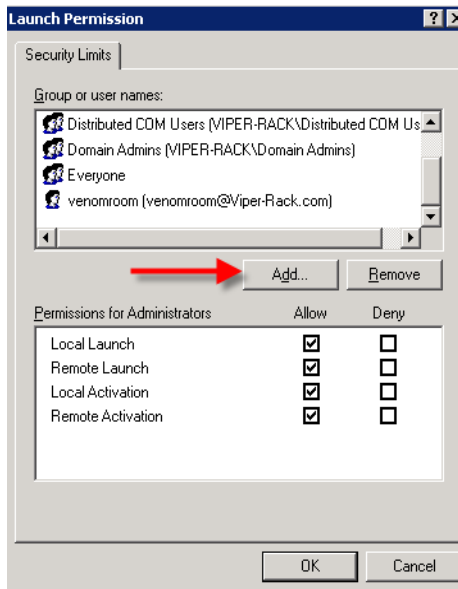 Launch Permission
Security Limits
Group or user names:
Distributed COM Users (VIPER-RACK\Distributed COM Us
Domain Admins (VIPER-RACK\Domain Admins)
Everyone
venomroom (venomroom@Viper-Rack.com)
Add... Remove
Permissions for Administrators Allow Deny
Local Launch
Remote Launch
Local Activation
Remote Activation
OK Cancel